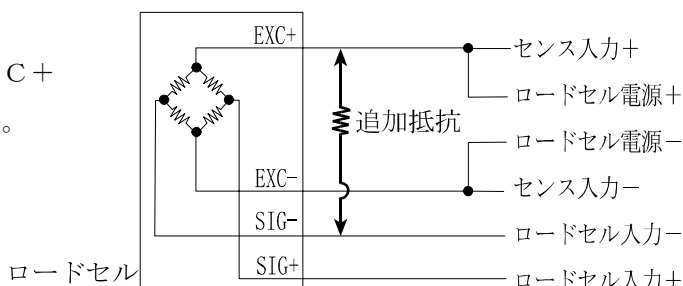 C+
。
EXC+
EXC-
SIG-
SIG+
ロードセル
追加抵抗
センス入力+
ロードセル電源+
ロードセル電源-
センス入力-
ロードセル入力-
ロードセル入力+